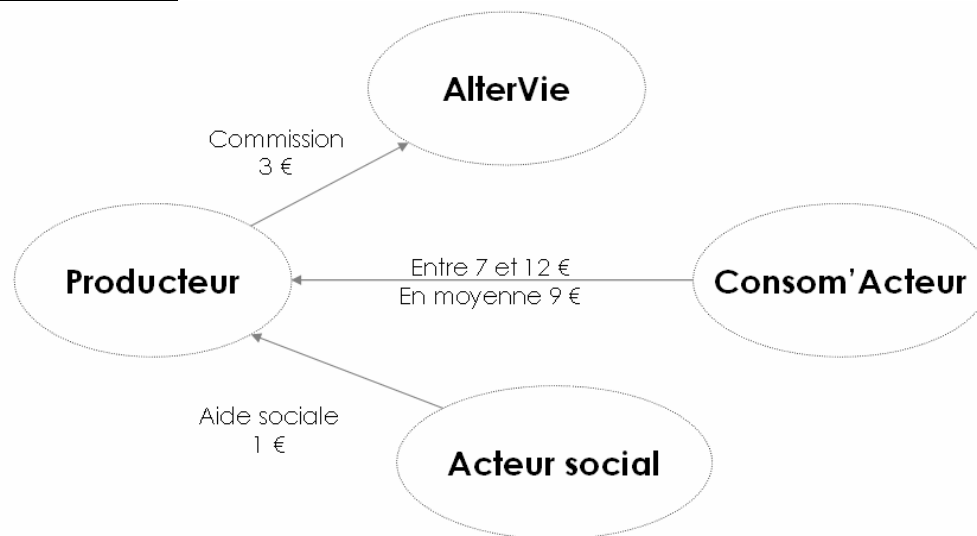 AlterVie
Commission
3 €
Producteur
Entre 7 et 12 €
En moyenne 9 €
Consom'Acteur
Aide sociale
1 €
Acteur social